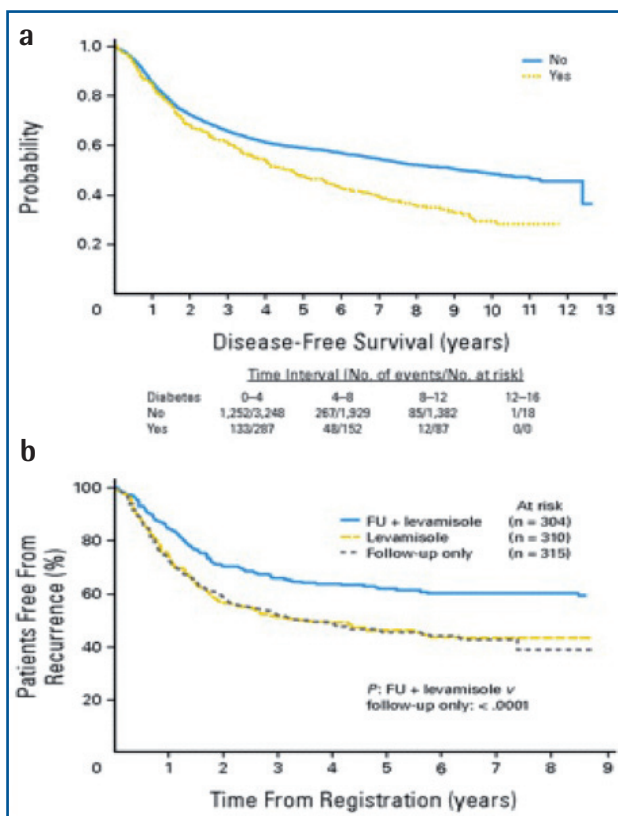 a
1.0
0.8
0.6
0.4
0.2
0
Probability
No
Yes
1 2 3 4 5 6 7 8 9 10 11 12 13
Disease-Free Survival (years)
Time Interval (No. of events/No. at risk)
Diabetes 0–4 4–8 8–12 12–16
No 1,252/3,248 267/1,929 85/1,382 1/18
Yes 133/287 48/152 12/87 0/0
b
100
80
60
40
20
0
Patients Free From
Recurrence (%)
At risk
FU + levamisole (n = 304)
Levamisole (n = 310)
Follow-up only (n = 315)
P: FU + levamisole v
follow-up only: < .0001
1 2 3 4 5 6 7 8 9
Time From Registration (years)